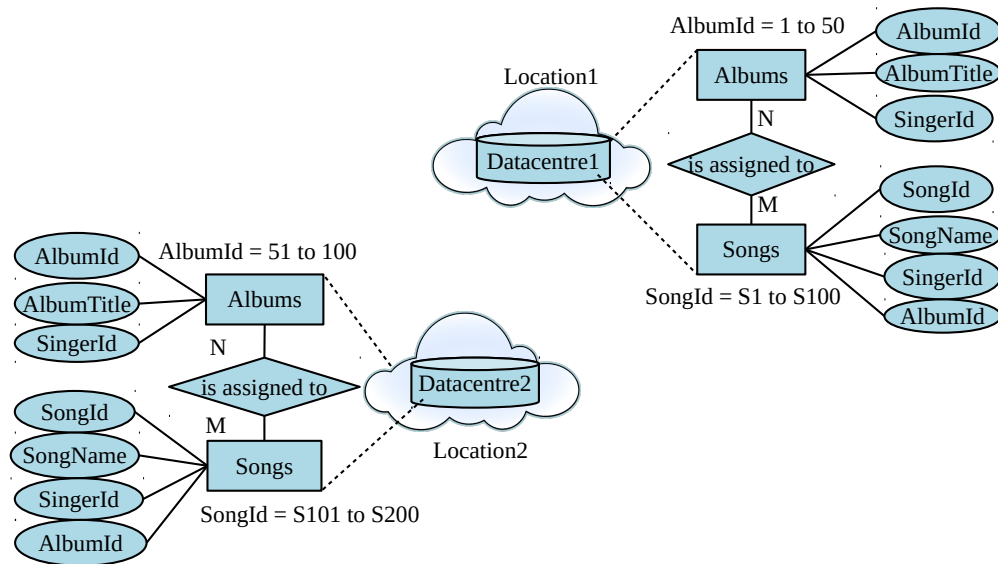 AlbumId = 1 to 50
AlbumId
AlbumTitle
SingerId
Albums
Location1
N
Datacentre1
is assigned to
M
SongId
SongName
SingerId
AlbumId
Songs
SongId = S1 to S100
AlbumId = 51 to 100
AlbumId
AlbumTitle
SingerId
Albums
N
is assigned to
Datacentre2
M
Location2
SongId
SongName
SingerId
AlbumId
Songs
SongId = S101 to S200